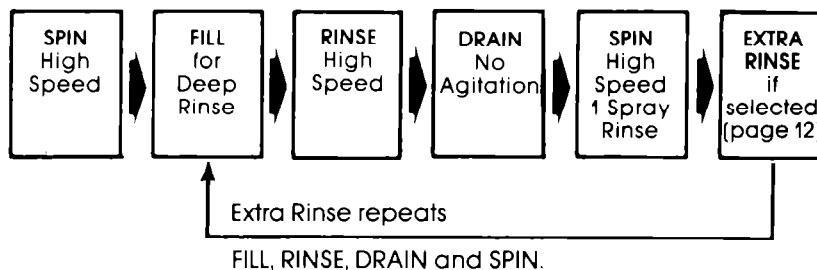 SPIN
High
Speed
FILL
for
Deep
Rinse
RINSE
High
Speed
DRAIN
No
Agitation
SPIN
High
Speed
1 Spray
Rinse
EXTRA
RINSE
if
selected
(page 12)
Extra Rinse repeats
FILL, RINSE, DRAIN and SPIN.